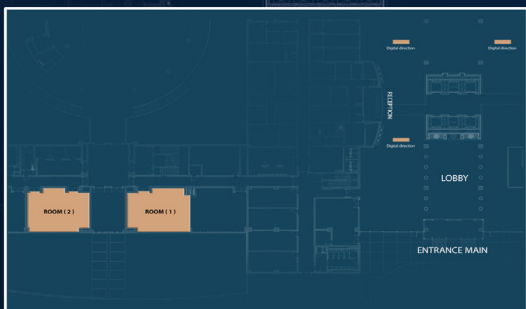 Digital direction
Digital direction
RECEPTION
Digital direction
LOBBY
ROOM ( 2 )
ROOM ( 1 )
ENTRANCE MAIN